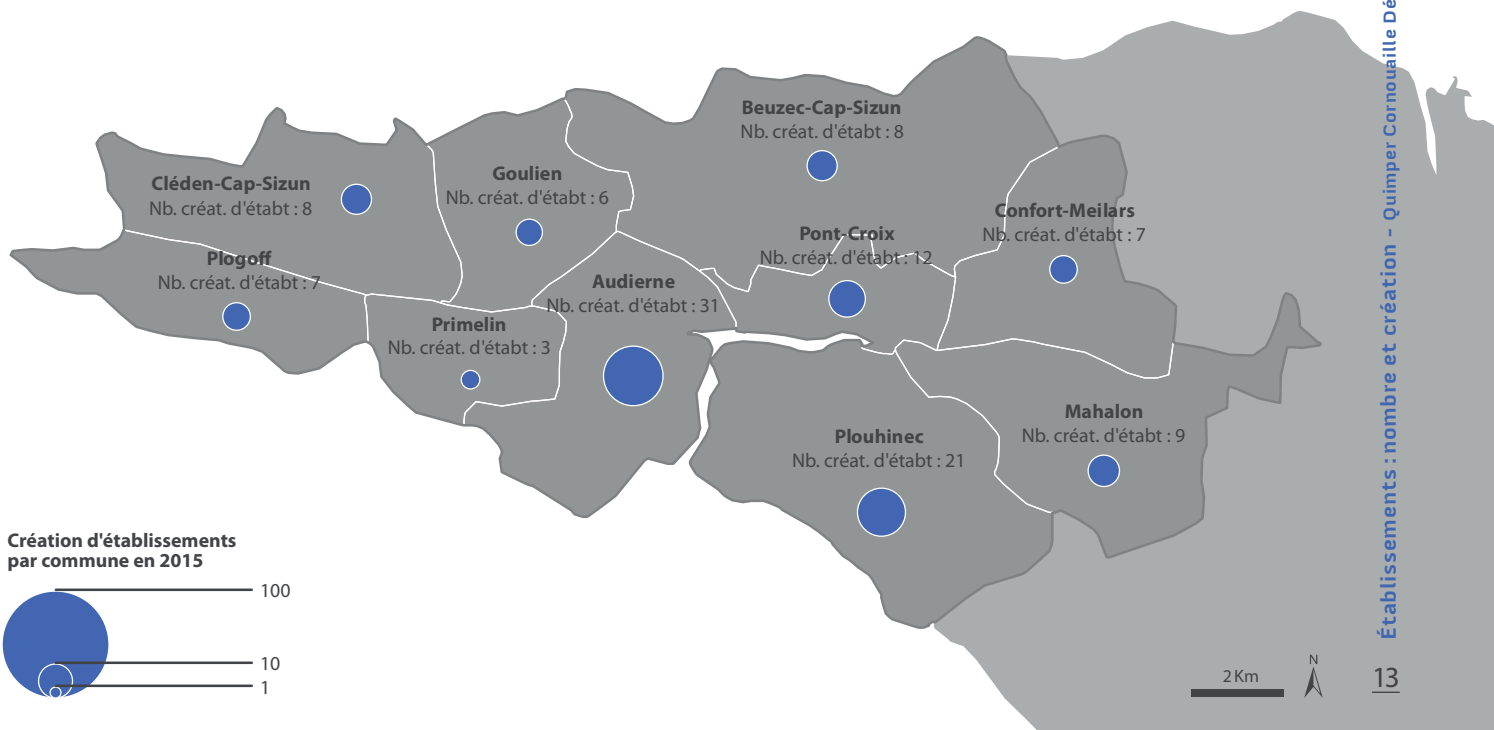 Beuzec-Cap-Sizun
Nb. créat. d'étabt : 8
Cléden-Cap-Sizun
Nb. créat. d'étabt : 8
Goulien
Nb. créat. d'étabt : 6
Confort-Meilars
Nb. créat. d'étabt : 7
Pont-Croix
Nb. créat. d'étabt : 12
Plogoff
Nb. créat. d'étabt : 7
Audierne
Nb. créat. d'étabt : 31
Primelin
Nb. créat. d'étabt : 3
Mahalon
Nb. créat. d'étabt : 9
Plouhinec
Nb. créat. d'étabt : 21
Création d'établissements
par commune en 2015
100
10
1
2 Km
N
13
Établissements : nombre et création - Quimper Cornouaille Dé